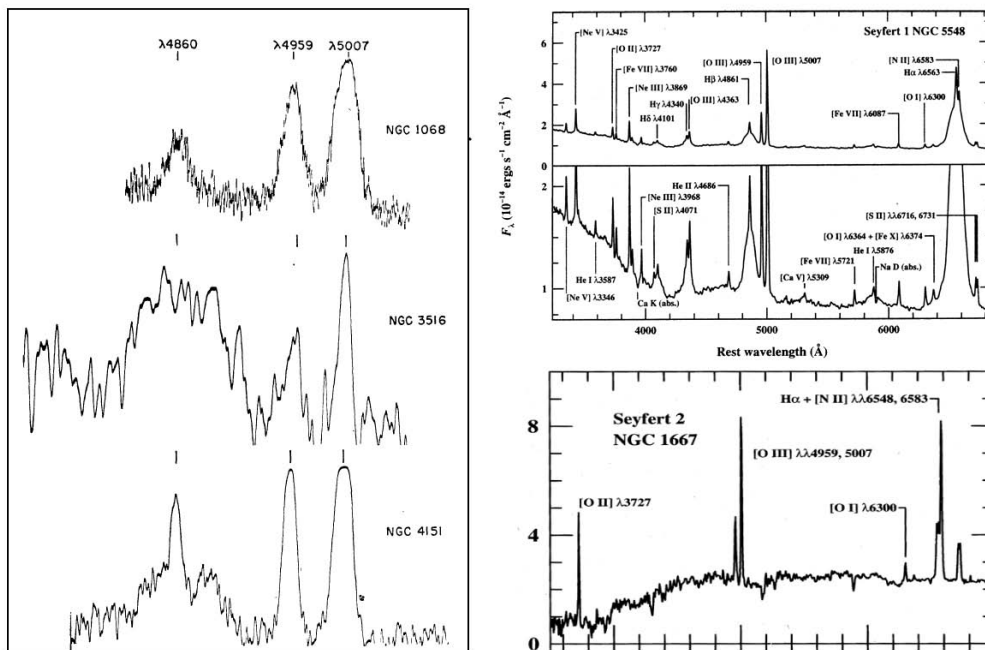 λ4860 λ4959 λ5007
NGC 1068
NGC 3516
NGC 4151
Seyfert 1 NGC 5548
[Ne V] λ3425
[O II] λ3727
[Fe VII] λ3760
[Ne III] λ3869
Hγ λ4340
Hδ λ4101
[O III] λ4363
Hβ λ4861
[O III] λ4959
[O III] λ5007
[N II] λ6583
Hα λ6563
[O I] λ6300
[Fe VII] λ6087
6
4
2
0
He II λ4686
[Ne III] λ3968
[S II] λ4071
[S II] λλ6716, 6731
[O I] λ6364 + [Fe X] λ6374
He I λ5876
[Fe VII] λ5721
Na D (abs.)
[Ca V] λ5309
He I λ3587
[Ne V] λ3346
Ca K (abs.)
2
1
Fλ (10⁻¹⁴ ergs s⁻¹ cm⁻² Å⁻¹)
4000 5000 6000
Rest wavelength (Å)
Seyfert 2
NGC 1667
Hα + [N II] λλ6548, 6583
[O III] λλ4959, 5007
[O II] λ3727
[O I] λ6300
8
4
0